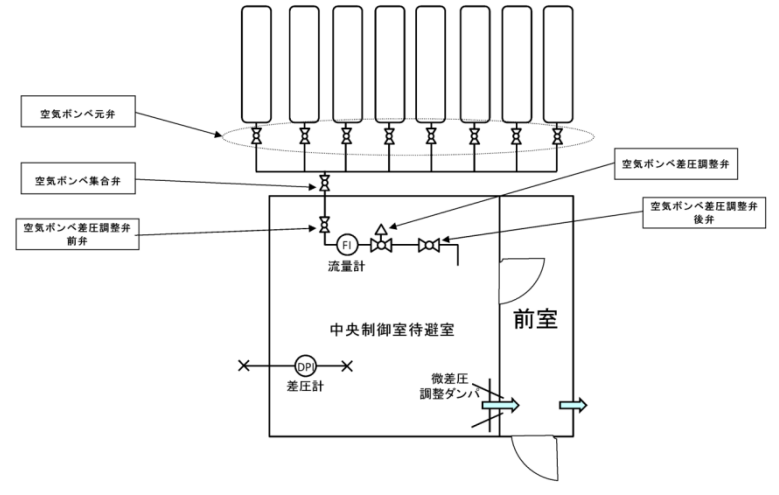 空気ボンベ元弁
空気ボンベ差圧調整弁
空気ボンベ集合弁
空気ボンベ差圧調整弁
後弁
空気ボンベ差圧調整弁
前弁
FI
流量計
前室
中央制御室待避室
DPI
差圧計
微差圧
調整ダンパ